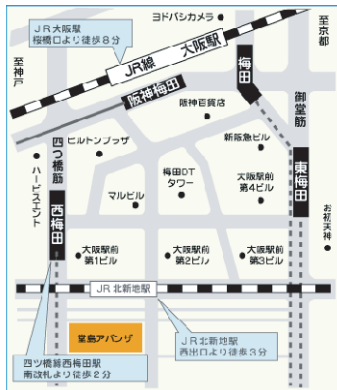 ヨドバシカメラ
至京都
JR大阪駅
桜橋口より徒歩8分
JR線 大阪駅
至神戸
阪神梅田
梅田
御堂筋
阪神百貨店
四つ橋筋
ヒルトンプラザ
新阪急ビル
ハービスエント
梅田DT
タワー
大阪駅前
第4ビル
東梅田
マルビル
西梅田
お初天神
大阪駅前
第1ビル
大阪駅前
第2ビル
大阪駅前
第3ビル
JR北新地駅
堂島アバンザ
JR北新地駅
西出口より徒歩3分
四ツ橋線西梅田駅
南改札より徒歩2分